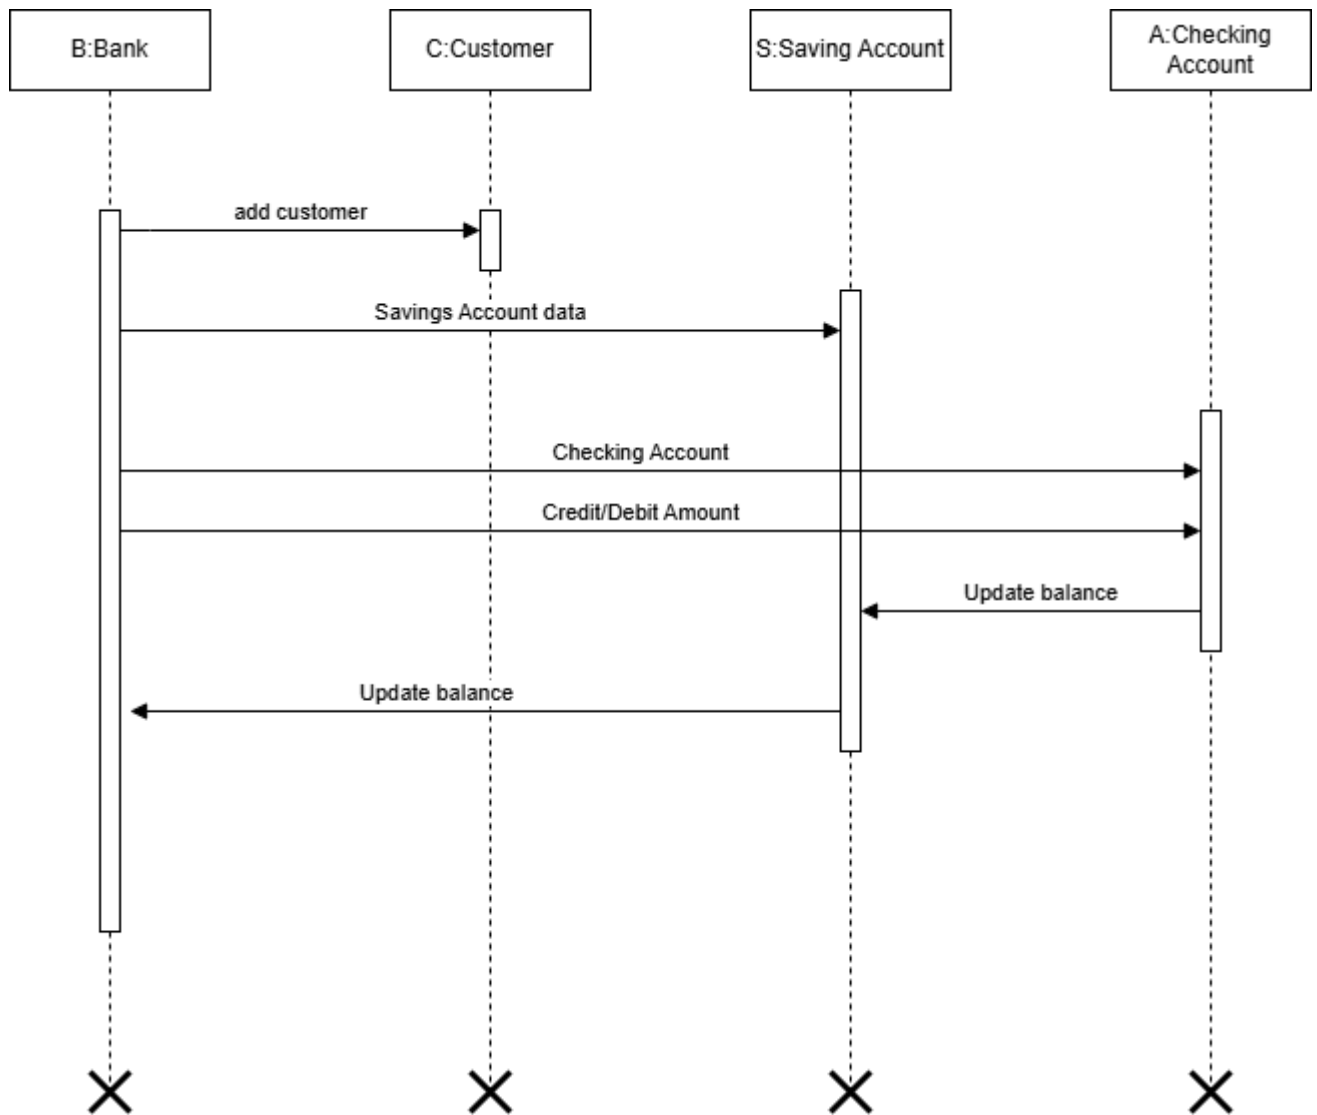 B:Bank
C:Customer
S:Saving Account
A:Checking
Account
add customer
Savings Account data
Checking Account
Credit/Debit Amount
Update balance
Update balance